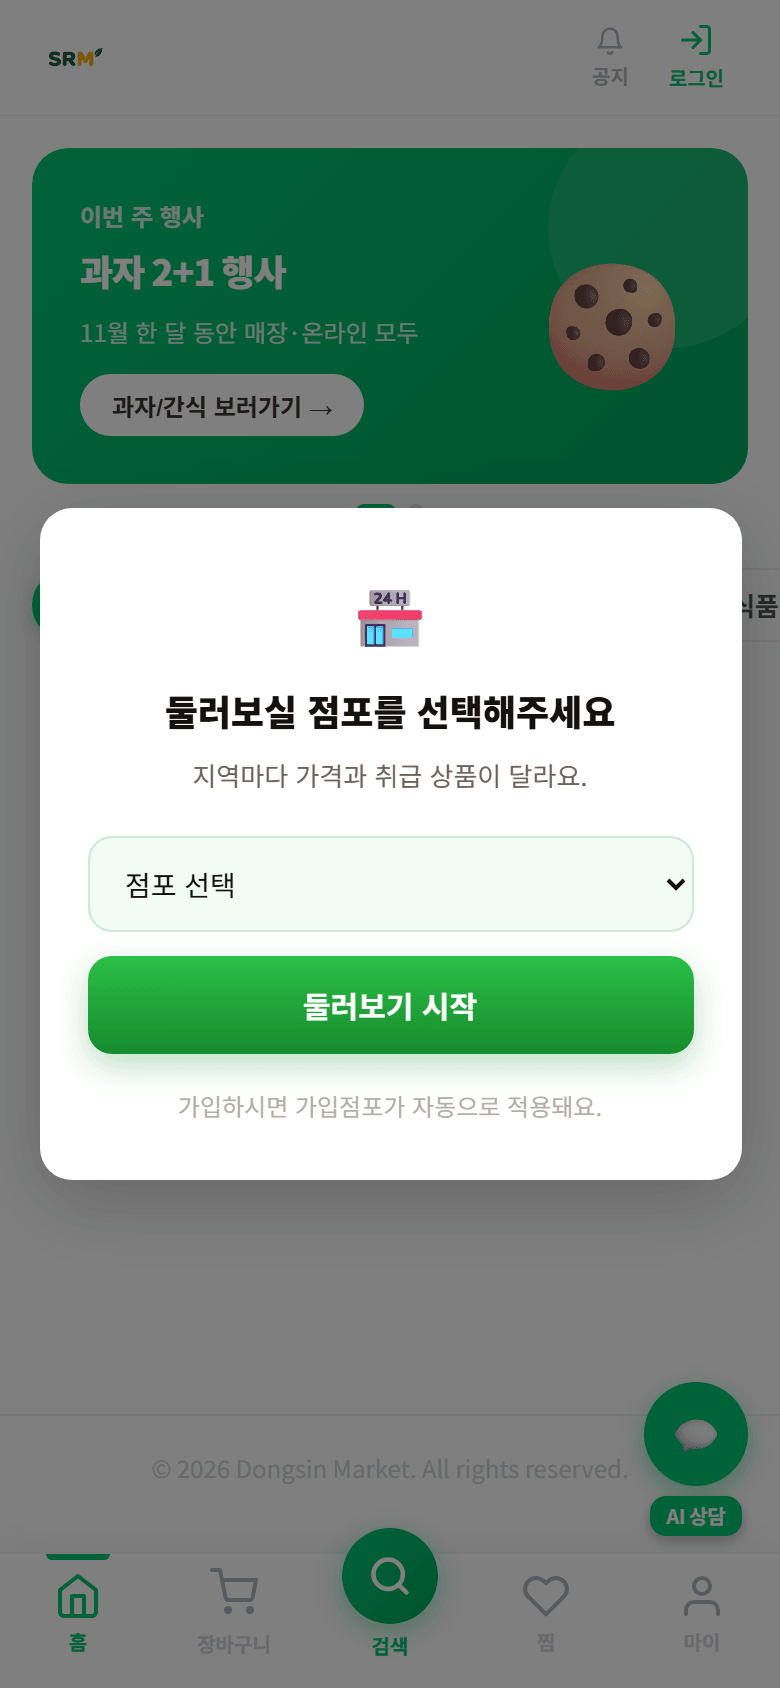 SRM
공지
로그인
이번 주 행사
과자 2+1 행사
11월 한 달 동안 매장·온라인 모두
과자/간식 보러가기 →
식품
24 H
둘러보실 점포를 선택해주세요
지역마다 가격과 취급 상품이 달라요.
점포 선택
둘러보기 시작
가입하시면 가입점포가 자동으로 적용돼요.
© 2026 Dongsin Market. All rights reserved.
AI 상담
홈
장바구니
검색
찜
마이